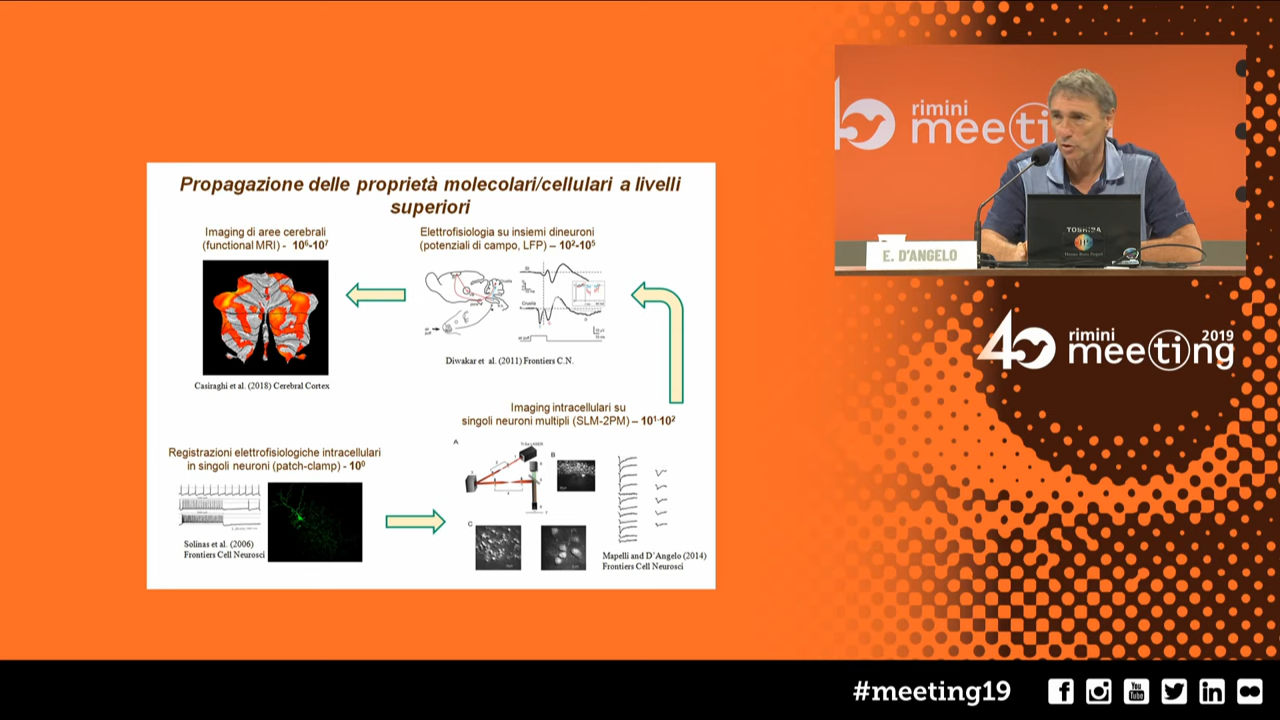 Propagazione delle proprietà molecolari/cellulari a livelli
superiori
Imaging di aree cerebrali
(functional MRI) - 10⁶-10⁷
Casiraghi et al. (2018) Cerebral Cortex
Elettrofisiologia su insiemi dineuroni
(potenziali di campo, LFP) – 10²-10⁵
Diwakar et al. (2011) Frontiers C.N.
Registrazioni elettrofisiologiche intracellulari
in singoli neuroni (patch-clamp) - 10⁰
Solinas et al. (2006)
Frontiers Cell Neurosci
Imaging intracellulari su
singoli neuroni multipli (SLM-2PM) – 10¹-10²
A
B
C
Mapelli and D'Angelo (2014)
Frontiers Cell Neurosci
rimini
meeti
TOSHIBA
E. D'ANGELO
40
rimini 2019
meeting
#meeting19
You
Tube